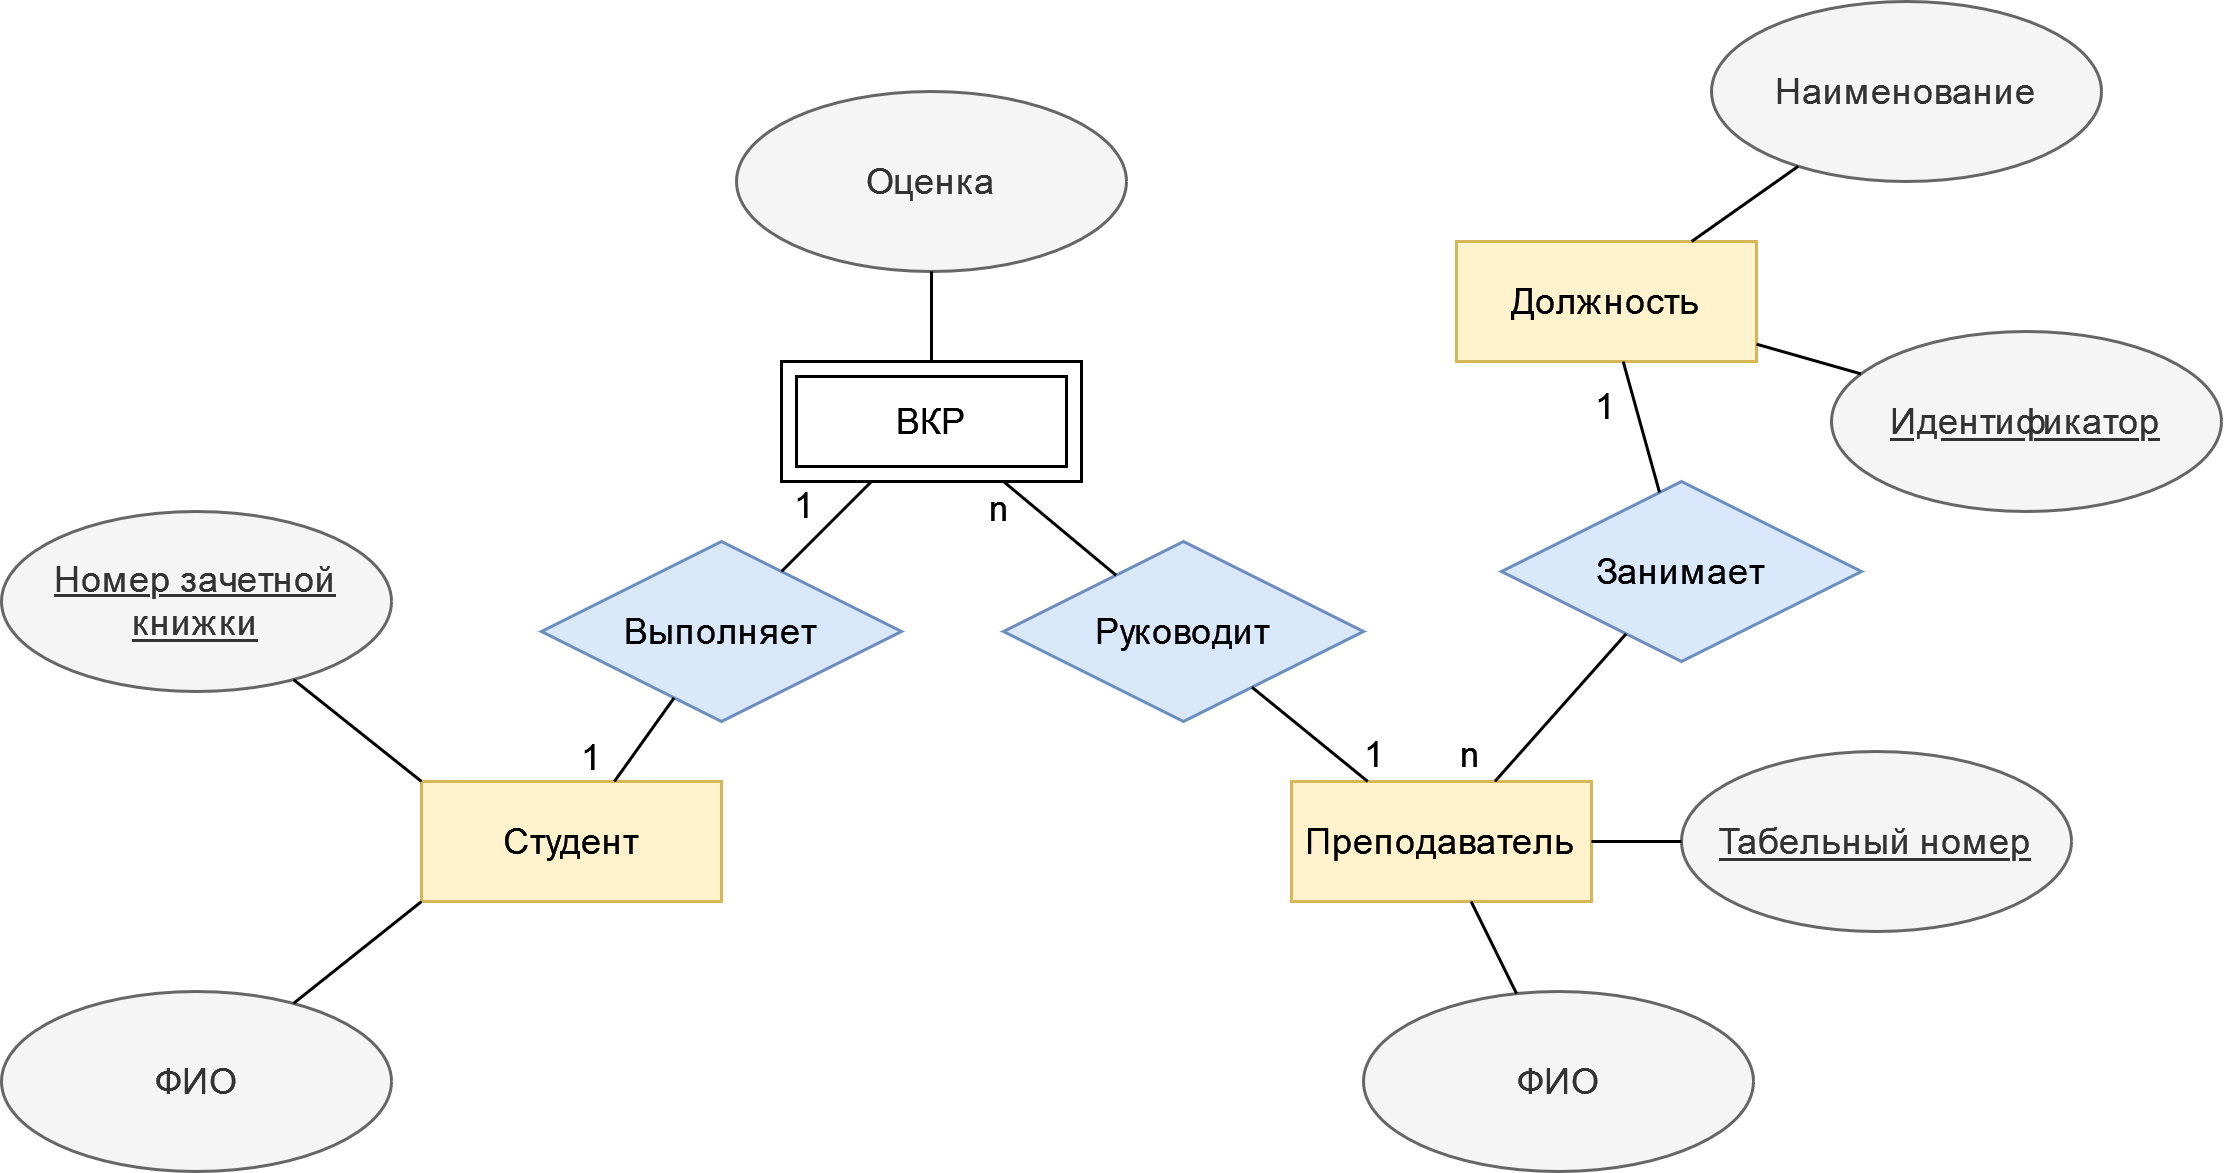 Наименование
Оценка
Должность
1
Идентификатор
ВКР
1
n
Номер зачетной
книжки
Выполняет
Руководит
Занимает
1
1
n
Студент
Преподаватель
Табельный номер
ФИО
ФИО